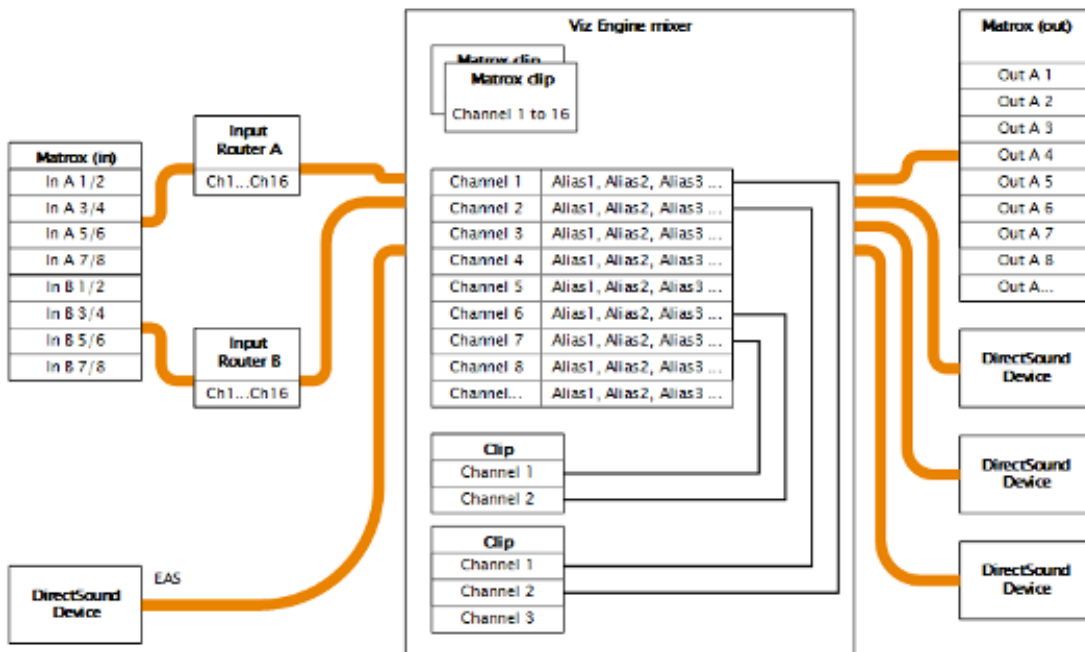 Viz Engine mixer
Matrox clip
Matrox clip
Channel 1 to 16
Matrox (in)
In A 1/2
In A 3/4
In A 5/6
In A 7/8
In B 1/2
In B 3/4
In B 5/6
In B 7/8
Input
Router A
Ch1...Ch16
Input
Router B
Ch1...Ch16
DirectSound
Device
EAS
Channel 1 Alias1, Alias2, Alias3 ...
Channel 2 Alias1, Alias2, Alias3 ...
Channel 3 Alias1, Alias2, Alias3 ...
Channel 4 Alias1, Alias2, Alias3 ...
Channel 5 Alias1, Alias2, Alias3 ...
Channel 6 Alias1, Alias2, Alias3 ...
Channel 7 Alias1, Alias2, Alias3 ...
Channel 8 Alias1, Alias2, Alias3 ...
Channel... Alias1, Alias2, Alias3 ...
Clip
Channel 1
Channel 2
Clip
Channel 1
Channel 2
Channel 3
Matrox (out)
Out A 1
Out A 2
Out A 3
Out A 4
Out A 5
Out A 6
Out A 7
Out A 8
Out A...
DirectSound
Device
DirectSound
Device
DirectSound
Device